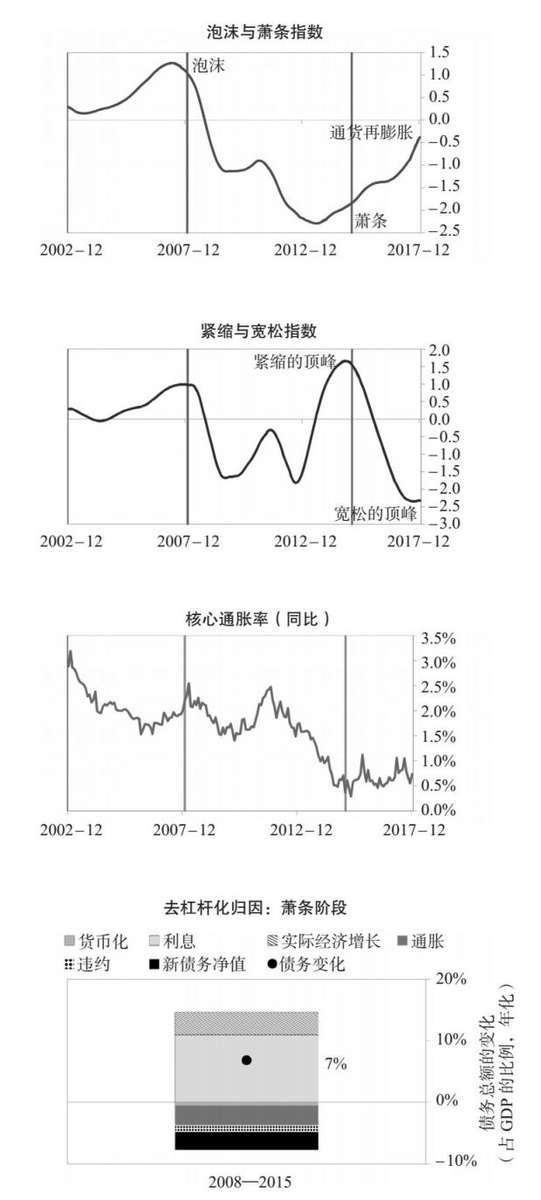 泡沫与萧条指数
1.5
泡沫
1.0
0.5
0.0
通货再膨胀
−0.5
−1.0
−1.5
−2.0
萧条
−2.5
2002−12 2007−12 2012−12 2017−12
紧缩与宽松指数
2.0
紧缩的顶峰
1.5
1.0
0.5
0.0
−0.5
−1.0
−1.5
−2.0
−2.5
宽松的顶峰
−3.0
2002−12 2007−12 2012−12 2017−12
核心通胀率（同比）
3.5%
3.0%
2.5%
2.0%
1.5%
1.0%
0.5%
0.0%
2002−12 2007−12 2012−12 2017−12
去杠杆化归因：萧条阶段
货币化 利息 实际经济增长 通胀
违约 新债务净值 债务变化
20%
10%
7%
0%
−10%
债务总额的变化
（占 GDP 的比例，年化）
2008—2015